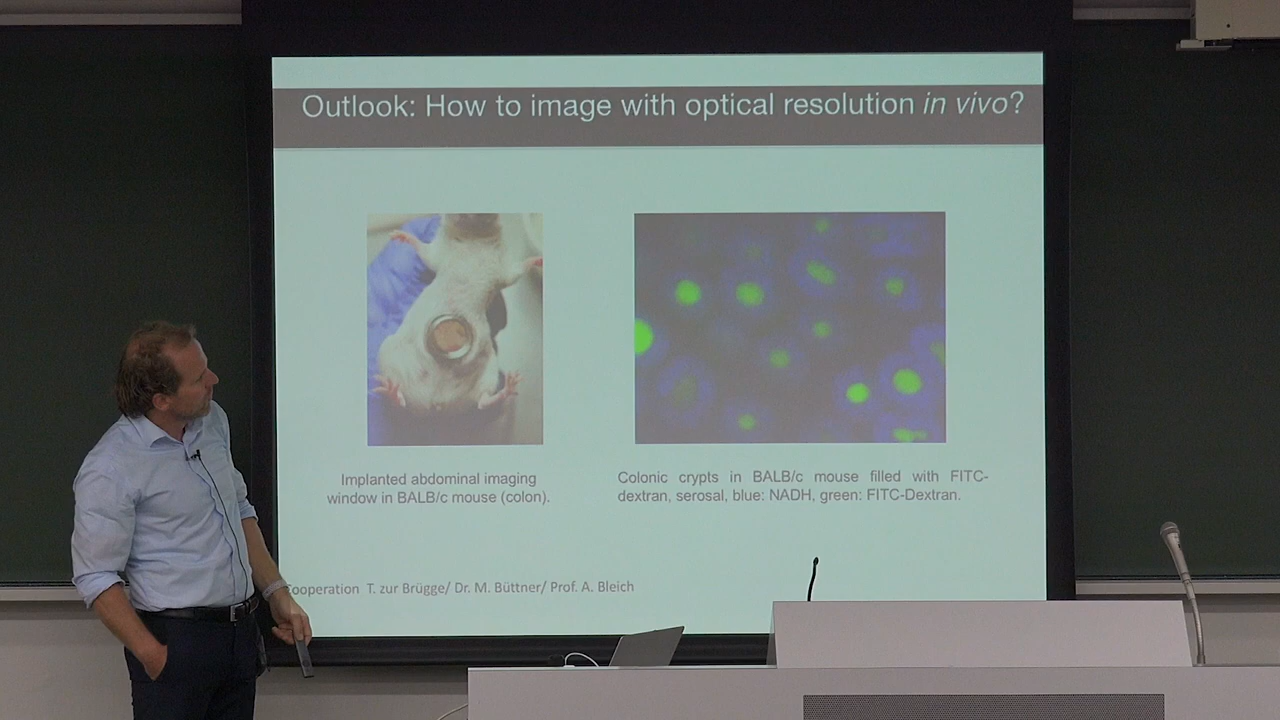 Outlook: How to image with optical resolution in vivo?
Implanted abdominal imaging
window in BALB/c mouse (colon).
Colonic crypts in BALB/c mouse filled with FITC-
dextran, serosal, blue: NADH, green: FITC-Dextran.
Cooperation T. zur Brügge/ Dr. M. Büttner/ Prof. A. Bleich